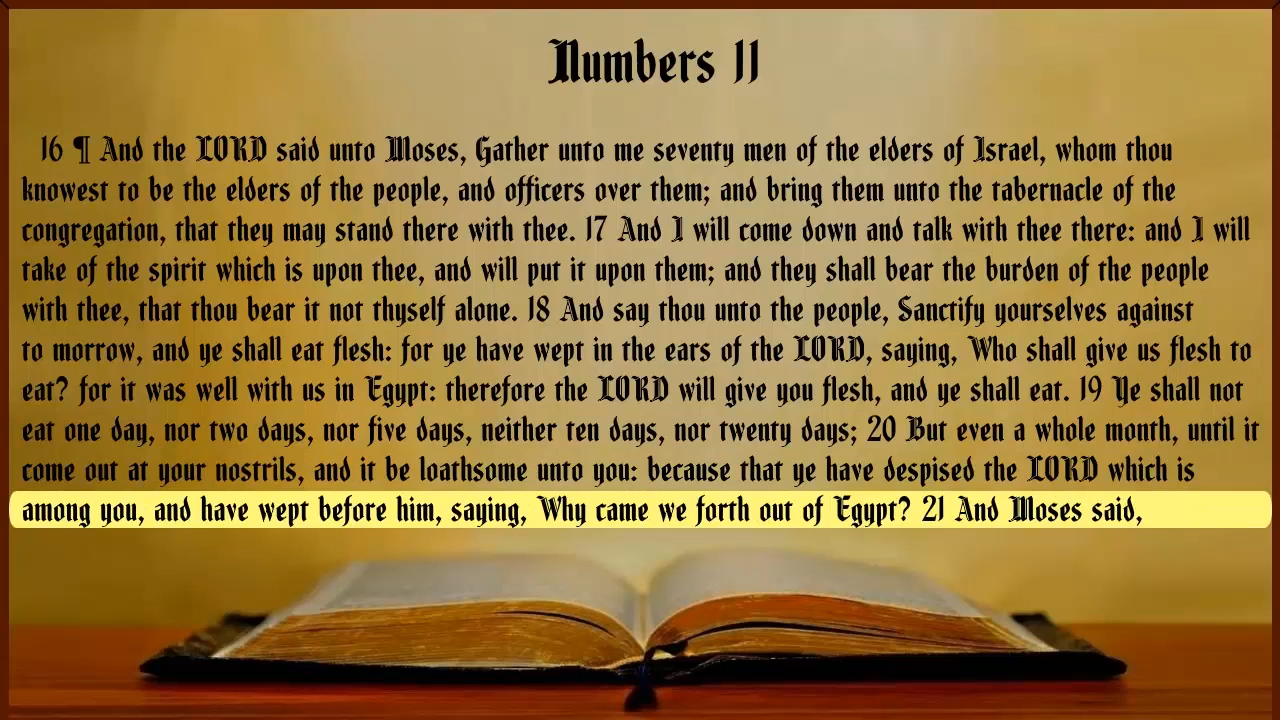 Numbers 11
16 ¶ And the LORD said unto Moses, Gather unto me seventy men of the elders of Israel, whom thou
knowest to be the elders of the people, and officers over them; and bring them unto the tabernacle of the
congregation, that they may stand there with thee. 17 And I will come down and talk with thee there: and I will
take of the spirit which is upon thee, and will put it upon them; and they shall bear the burden of the people
with thee, that thou bear it not thyself alone. 18 And say thou unto the people, Sanctify yourselves against
to morrow, and ye shall eat flesh: for ye have wept in the ears of the LORD, saying, Who shall give us flesh to
eat? for it was well with us in Egypt: therefore the LORD will give you flesh, and ye shall eat. 19 Ye shall not
eat one day, nor two days, nor five days, neither ten days, nor twenty days; 20 But even a whole month, until it
come out at your nostrils, and it be loathsome unto you: because that ye have despised the LORD which is
among you, and have wept before him, saying, Why came we forth out of Egypt? 21 And Moses said,